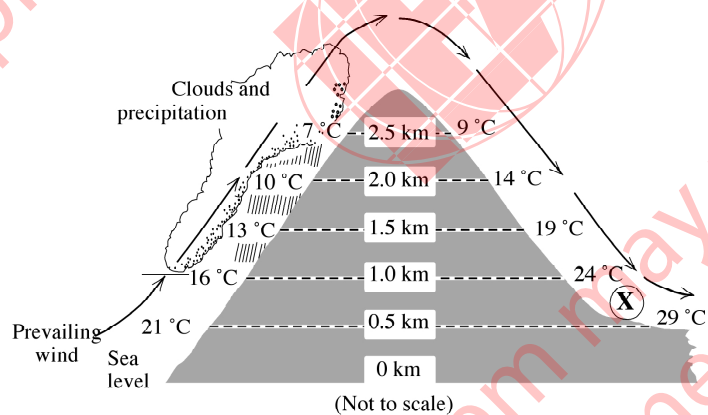 Clouds and
precipitation
7 °C 2.5 km 9 °C
10 °C 2.0 km 14 °C
13 °C 1.5 km 19 °C
16 °C 1.0 km 24 °C
X
21 °C 0.5 km 29 °C
Prevailing
wind
Sea
level
0 km
(Not to scale)